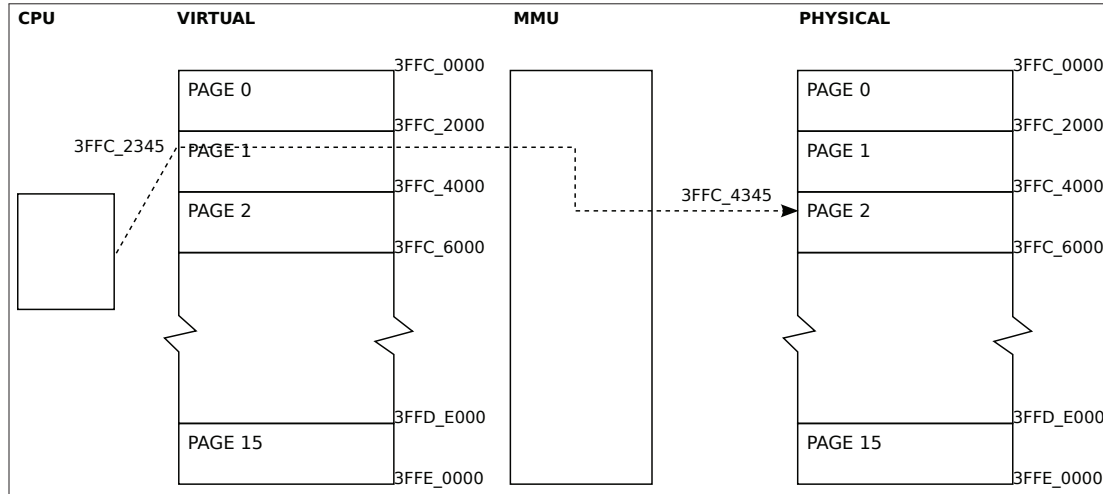 CPU VIRTUAL MMU PHYSICAL
3FFC_0000 3FFC_0000
PAGE 0 PAGE 0
3FFC_2000 3FFC_2000
3FFC_2345 PAGE 1 PAGE 1
3FFC_4000 3FFC_4345 3FFC_4000
PAGE 2 PAGE 2
3FFC_6000 3FFC_6000
3FFD_E000 3FFD_E000
PAGE 15 PAGE 15
3FFE_0000 3FFE_0000